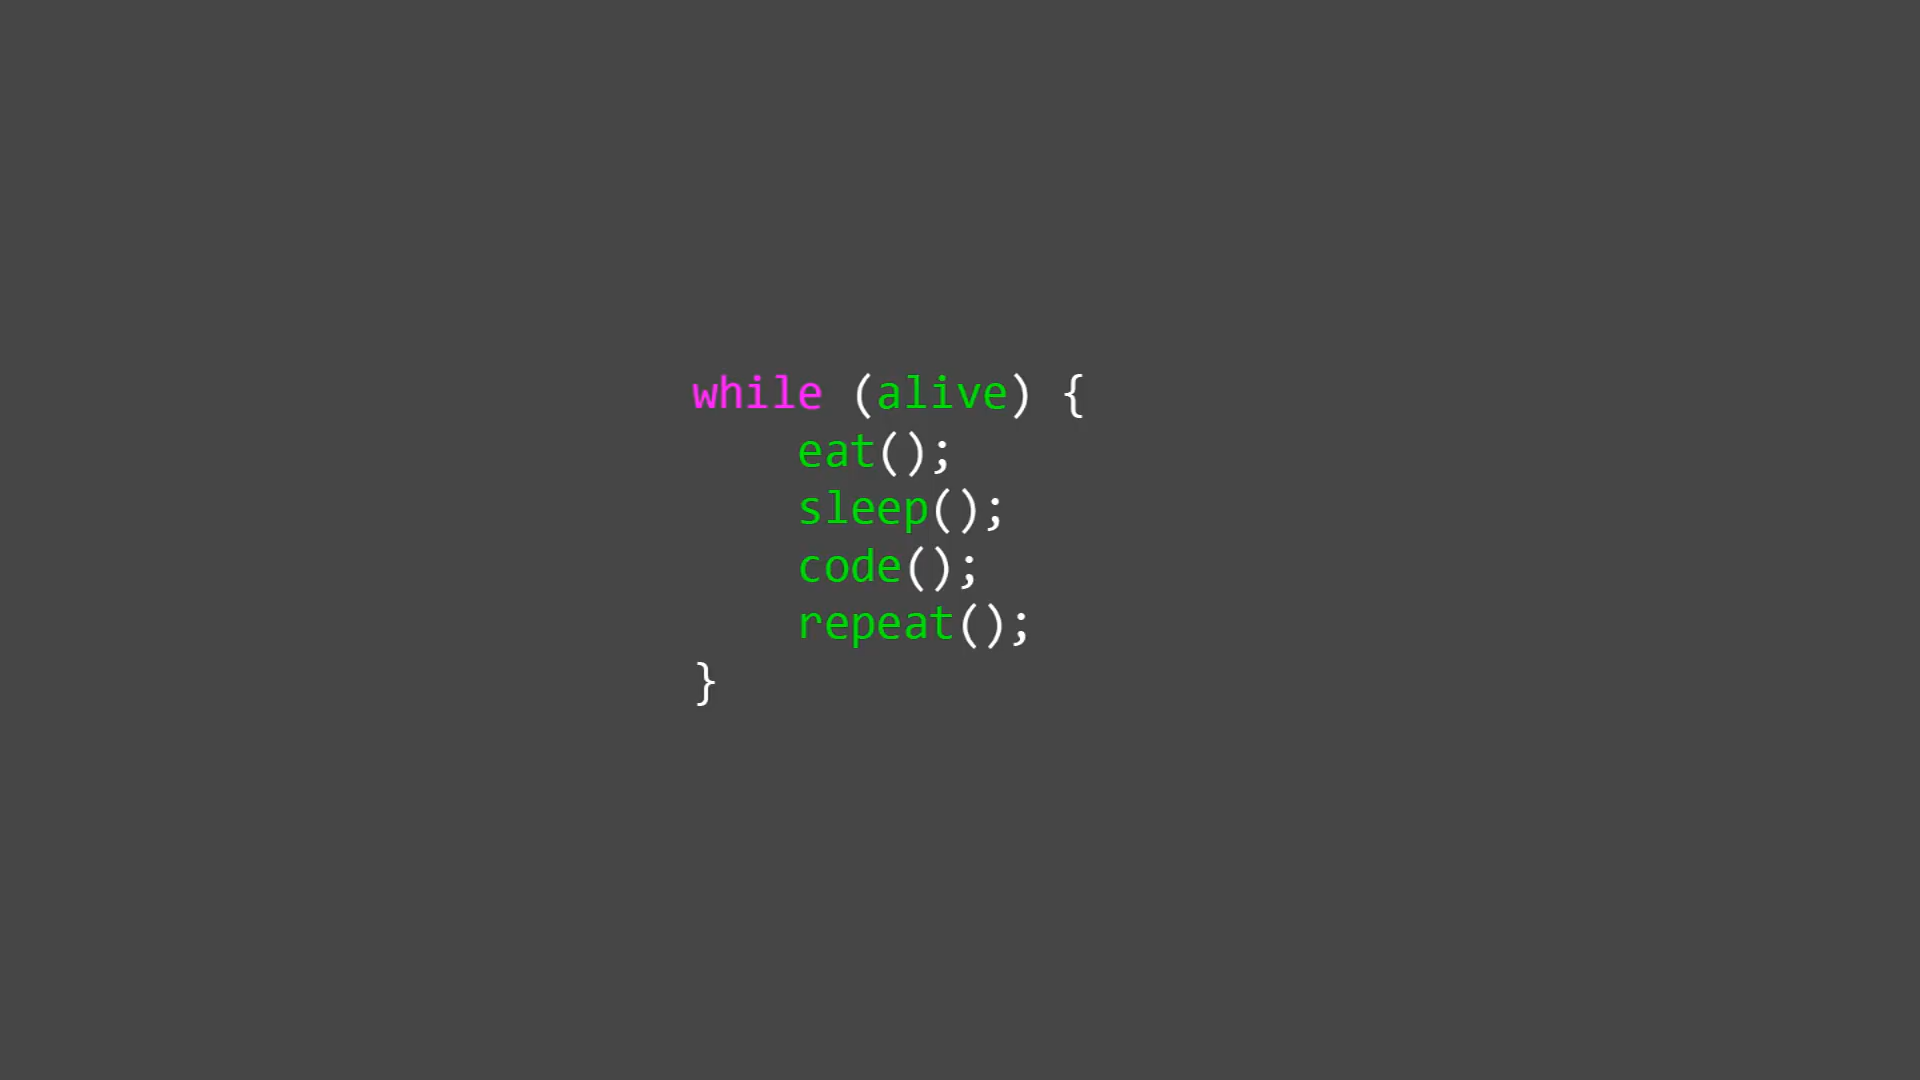 while (alive) {
    eat();
    sleep();
    code();
    repeat();
}